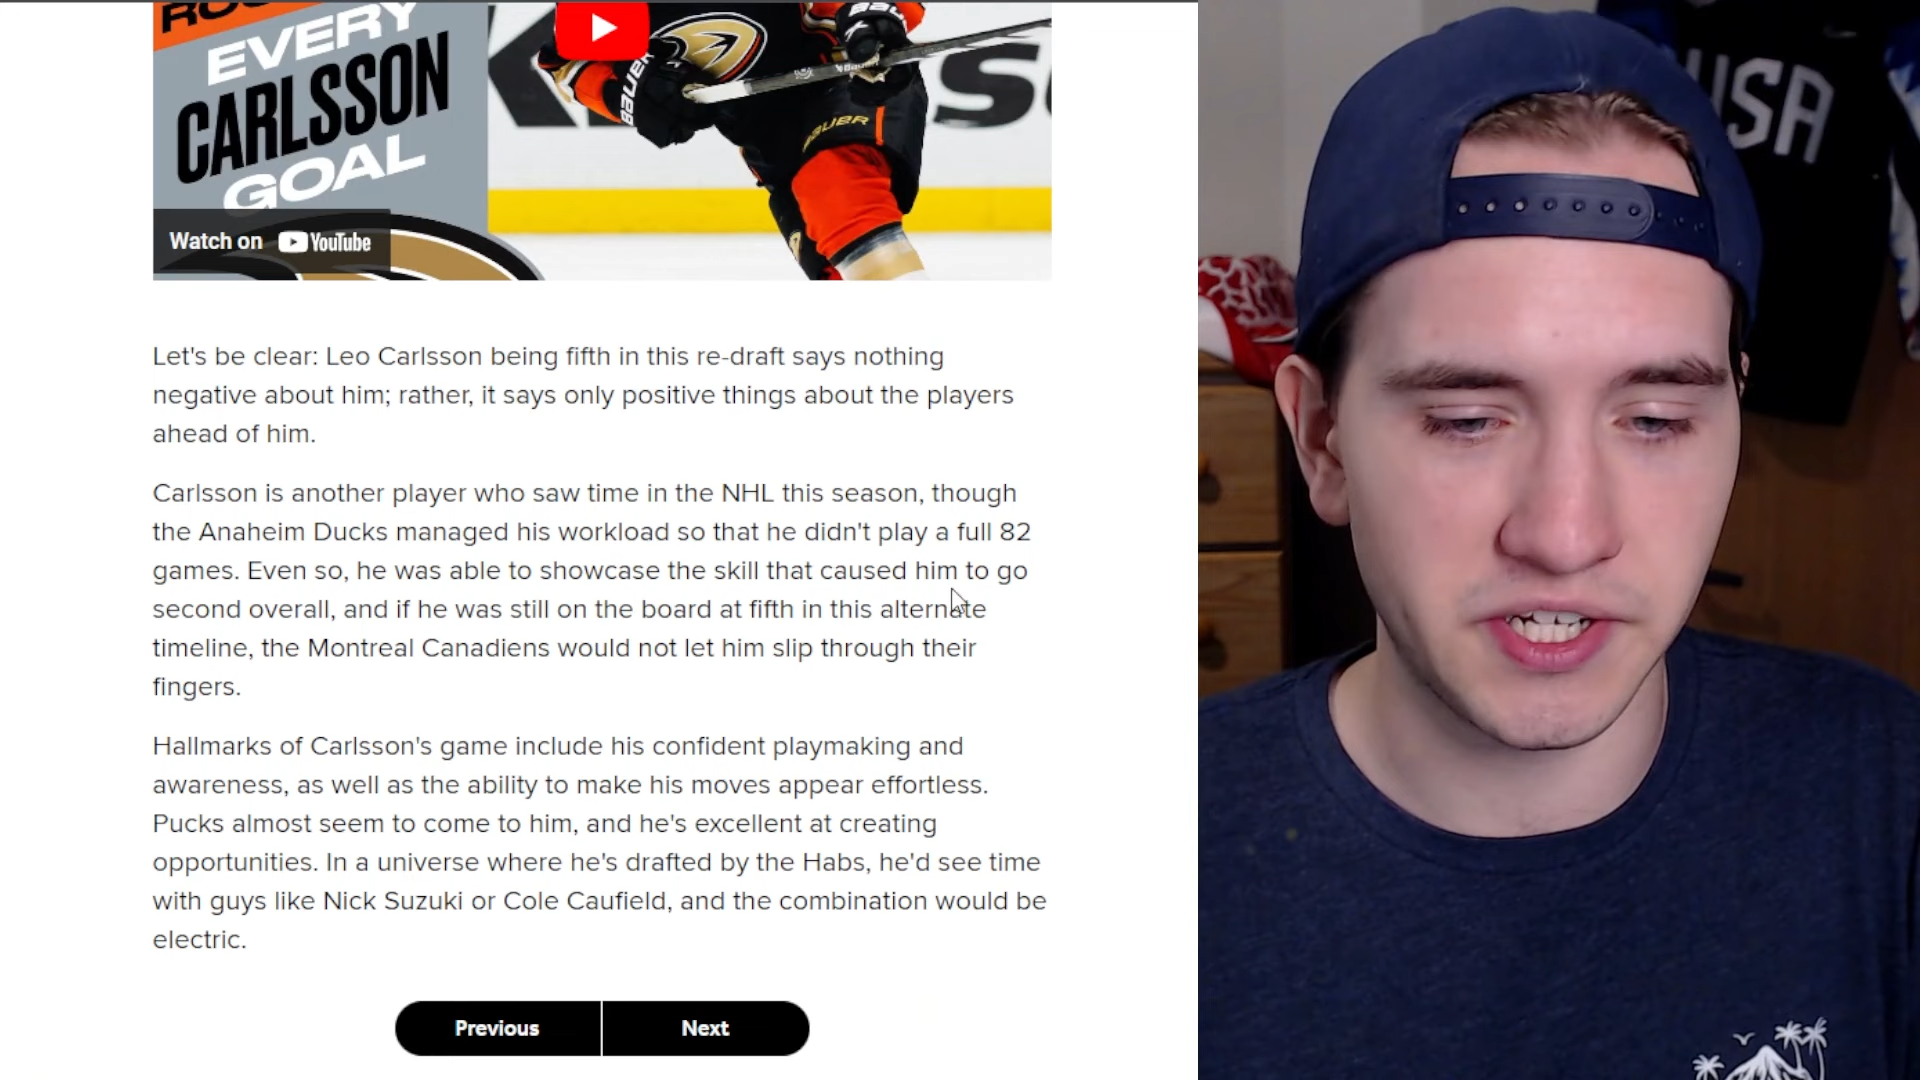 EVERY
CARLSSON
GOAL
Watch on YouTube
BAUER
BAUER
USA
Let's be clear: Leo Carlsson being fifth in this re-draft says nothing
negative about him; rather, it says only positive things about the players
ahead of him.
Carlsson is another player who saw time in the NHL this season, though
the Anaheim Ducks managed his workload so that he didn't play a full 82
games. Even so, he was able to showcase the skill that caused him to go
second overall, and if he was still on the board at fifth in this alternate
timeline, the Montreal Canadiens would not let him slip through their
fingers.
Hallmarks of Carlsson's game include his confident playmaking and
awareness, as well as the ability to make his moves appear effortless.
Pucks almost seem to come to him, and he's excellent at creating
opportunities. In a universe where he's drafted by the Habs, he'd see time
with guys like Nick Suzuki or Cole Caufield, and the combination would be
electric.
Previous
Next